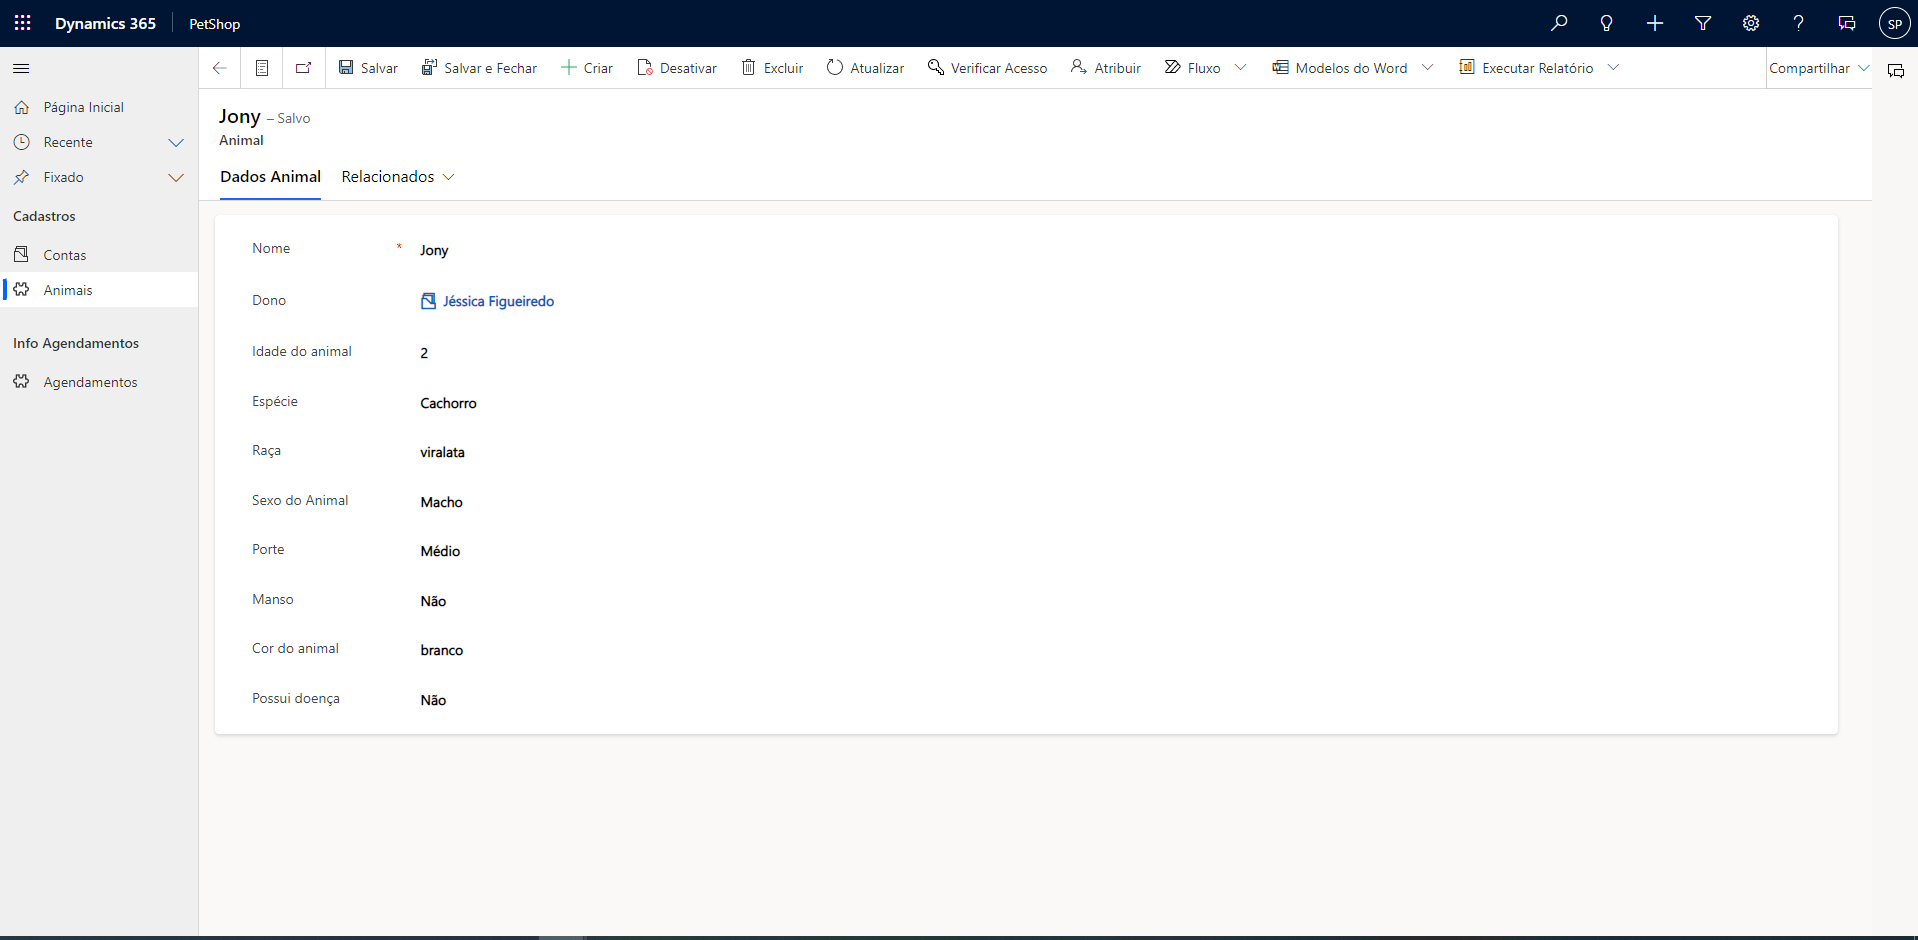 Dynamics 365 PetShop SP
Salvar Salvar e Fechar Criar Desativar Excluir Atualizar Verificar Acesso Atribuir Fluxo Modelos do Word Executar Relatório Compartilhar
Página Inicial
Recente
Fixado
Cadastros
Contas
Animais
Info Agendamentos
Agendamentos
Jony – Salvo
Animal
Dados Animal Relacionados
Nome * Jony
Dono Jéssica Figueiredo
Idade do animal 2
Espécie Cachorro
Raça viralata
Sexo do Animal Macho
Porte Médio
Manso Não
Cor do animal branco
Possui doença Não